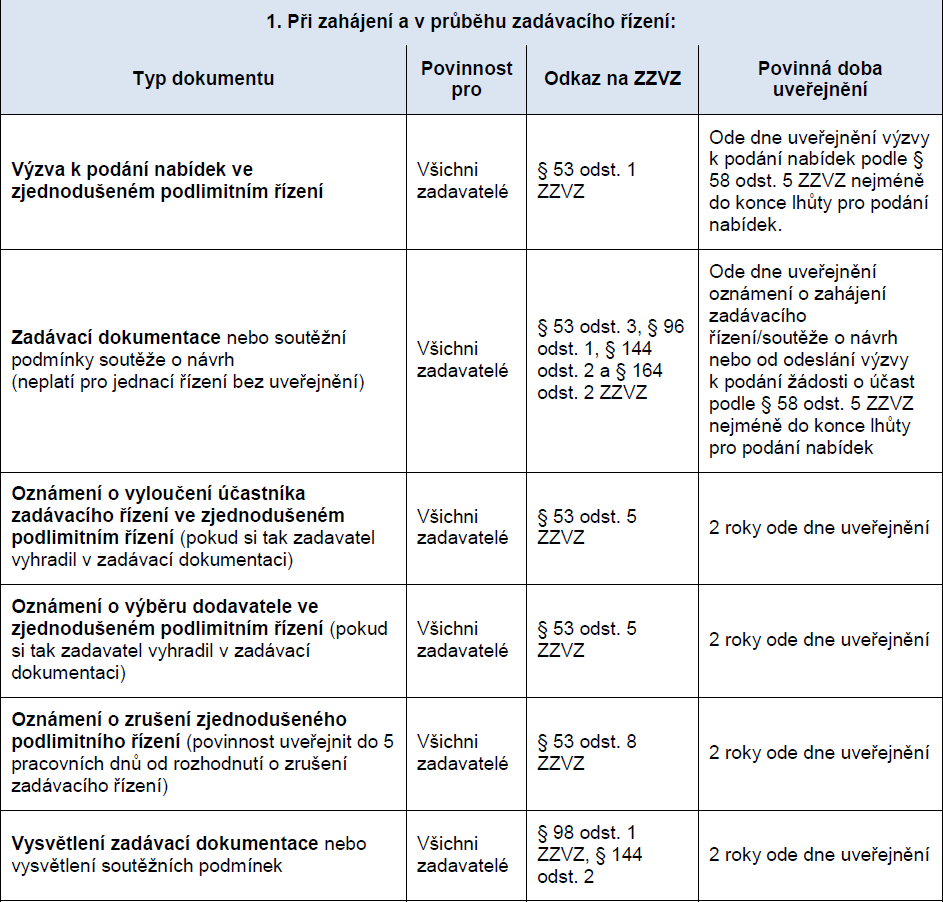 1. Při zahájení a v průběhu zadávacího řízení:
Typ dokumentu
Povinnost
pro
Odkaz na ZZVZ
Povinná doba
uveřejnění
Výzva k podání nabídek ve
zjednodušeném podlimitním řízení
Všichni
zadavatelé
§ 53 odst. 1
ZZVZ
Ode dne uveřejnění výzvy
k podání nabídek podle §
58 odst. 5 ZZVZ nejméně
do konce lhůty pro podání
nabídek.
Zadávací dokumentace nebo soutěžní
podmínky soutěže o návrh
(neplatí pro jednací řízení bez uveřejnění)
Všichni
zadavatelé
§ 53 odst. 3, § 96
odst. 1, § 144
odst. 2 a § 164
odst. 2 ZZVZ
Ode dne uveřejnění
oznámení o zahájení
zadávacího
řízení/soutěže o návrh
nebo od odeslání výzvy
k podání žádosti o účast
podle § 58 odst. 5 ZZVZ
nejméně do konce lhůty
pro podání nabídek
Oznámení o vyloučení účastníka
zadávacího řízení ve zjednodušeném
podlimitním řízení (pokud si tak zadavatel
vyhradil v zadávací dokumentaci)
Všichni
zadavatelé
§ 53 odst. 5
ZZVZ
2 roky ode dne uveřejnění
Oznámení o výběru dodavatele ve
zjednodušeném podlimitním řízení (pokud
si tak zadavatel vyhradil v zadávací
dokumentaci)
Všichni
zadavatelé
§ 53 odst. 5
ZZVZ
2 roky ode dne uveřejnění
Oznámení o zrušení zjednodušeného
podlimitního řízení (povinnost uveřejnit do 5
pracovních dnů od rozhodnutí o zrušení
zadávacího řízení)
Všichni
zadavatelé
§ 53 odst. 8
ZZVZ
2 roky ode dne uveřejnění
Vysvětlení zadávací dokumentace nebo
vysvětlení soutěžních podmínek
Všichni
zadavatelé
§ 98 odst. 1
ZZVZ, § 144
odst. 2
2 roky ode dne uveřejnění